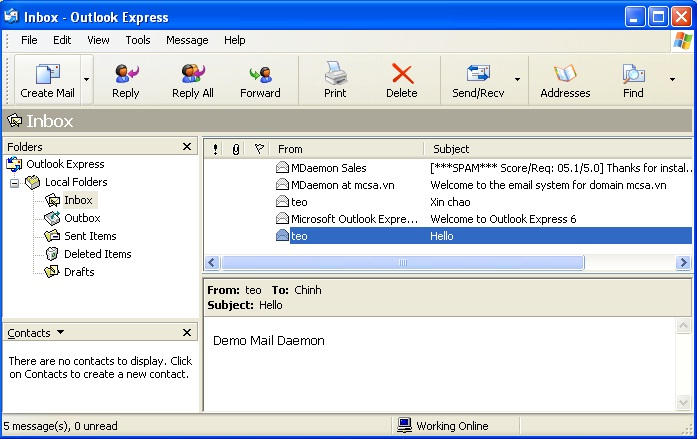 Inbox - Outlook Express
File Edit View Tools Message Help
Create Mail Reply Reply All Forward Print Delete Send/Recv Addresses Find
Inbox
Folders
Outlook Express
Local Folders
Inbox
Outbox
Sent Items
Deleted Items
Drafts
Contacts
There are no contacts to display. Click
on Contacts to create a new contact.
! From Subject
MDaemon Sales [***SPAM*** Score/Req: 05.1/5.0] Thanks for instal...
MDaemon at mcsa.vn Welcome to the email system for domain mcsa.vn
teo Xin chao
Microsoft Outlook Expre... Welcome to Outlook Express 6
teo Hello
From: teo To: Chinh
Subject: Hello
Demo Mail Daemon
5 message(s), 0 unread Working Online